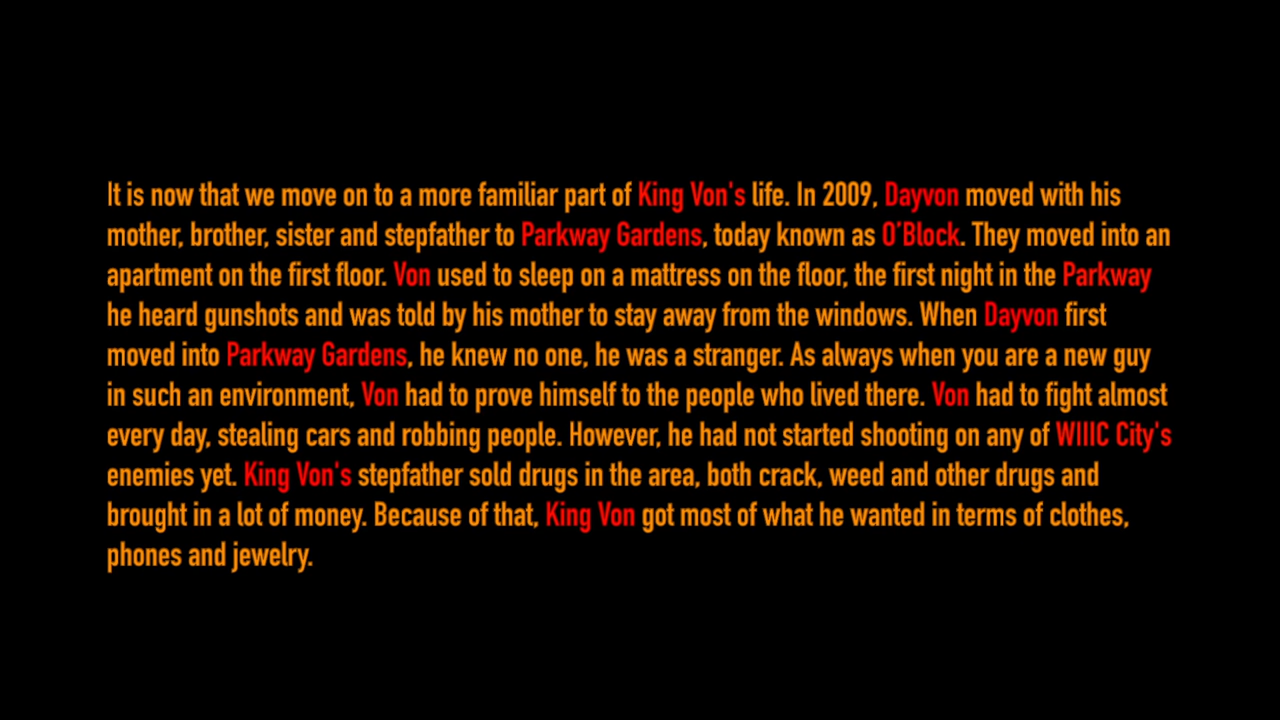 It is now that we move on to a more familiar part of King Von's life. In 2009, Dayvon moved with his
mother, brother, sister and stepfather to Parkway Gardens, today known as O'Block. They moved into an
apartment on the first floor. Von used to sleep on a mattress on the floor, the first night in the Parkway
he heard gunshots and was told by his mother to stay away from the windows. When Dayvon first
moved into Parkway Gardens, he knew no one, he was a stranger. As always when you are a new guy
in such an environment, Von had to prove himself to the people who lived there. Von had to fight almost
every day, stealing cars and robbing people. However, he had not started shooting on any of WIIIC City's
enemies yet. King Von's stepfather sold drugs in the area, both crack, weed and other drugs and
brought in a lot of money. Because of that, King Von got most of what he wanted in terms of clothes,
phones and jewelry.